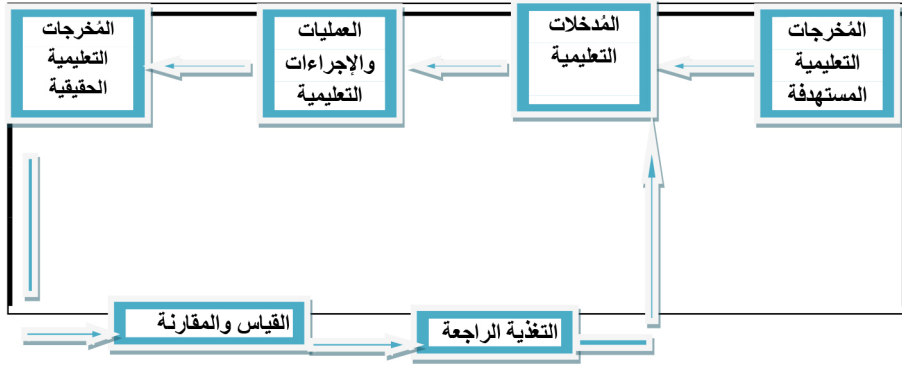 المُخرجات
التعليمية
المستهدفة
المُدخلات
التعليمية
العمليات
والإجراءات
التعليمية
المُخرجات
التعليمية
الحقيقية
القياس والمقارنة
التغذية الراجعة